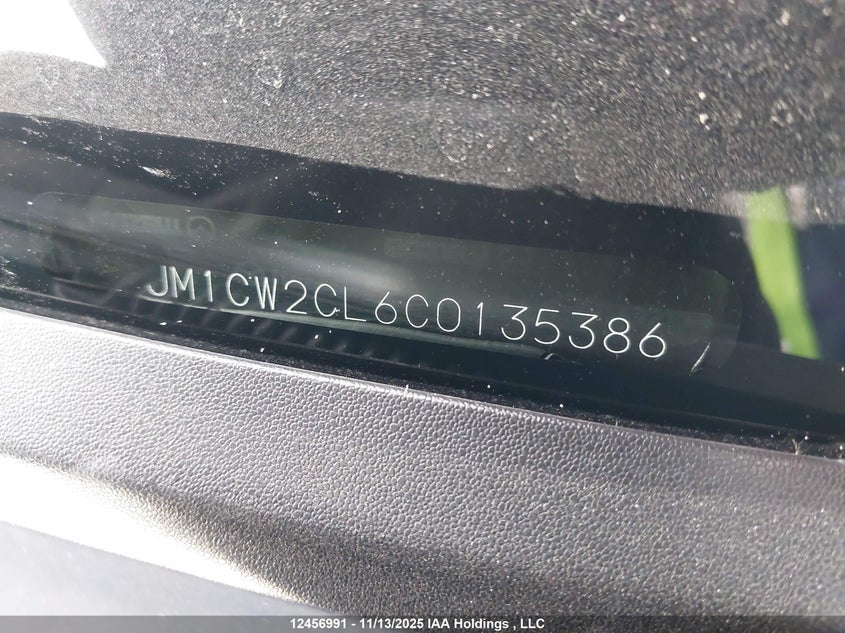 JM1CW2CL6C0135386
12456991 - 11/13/2025 IAA Holdings , LLC